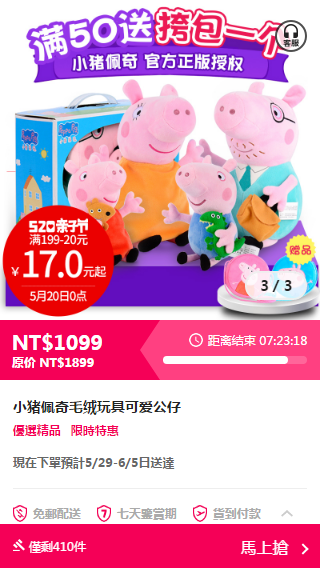 满50送挎包一个
客服
小猪佩奇 官方正版授权
520亲子节
满199-20元
¥17.0元起
5月20日0点
赠品
3 / 3
NT$1099
原价 NT$1899
距离结束 07:23:18
小猪佩奇毛绒玩具可爱公仔
優選精品 限時特惠
現在下單預計5/29-6/5日送達
免郵配送 七天鑒賞期 貨到付款
僅剩410件
馬上搶